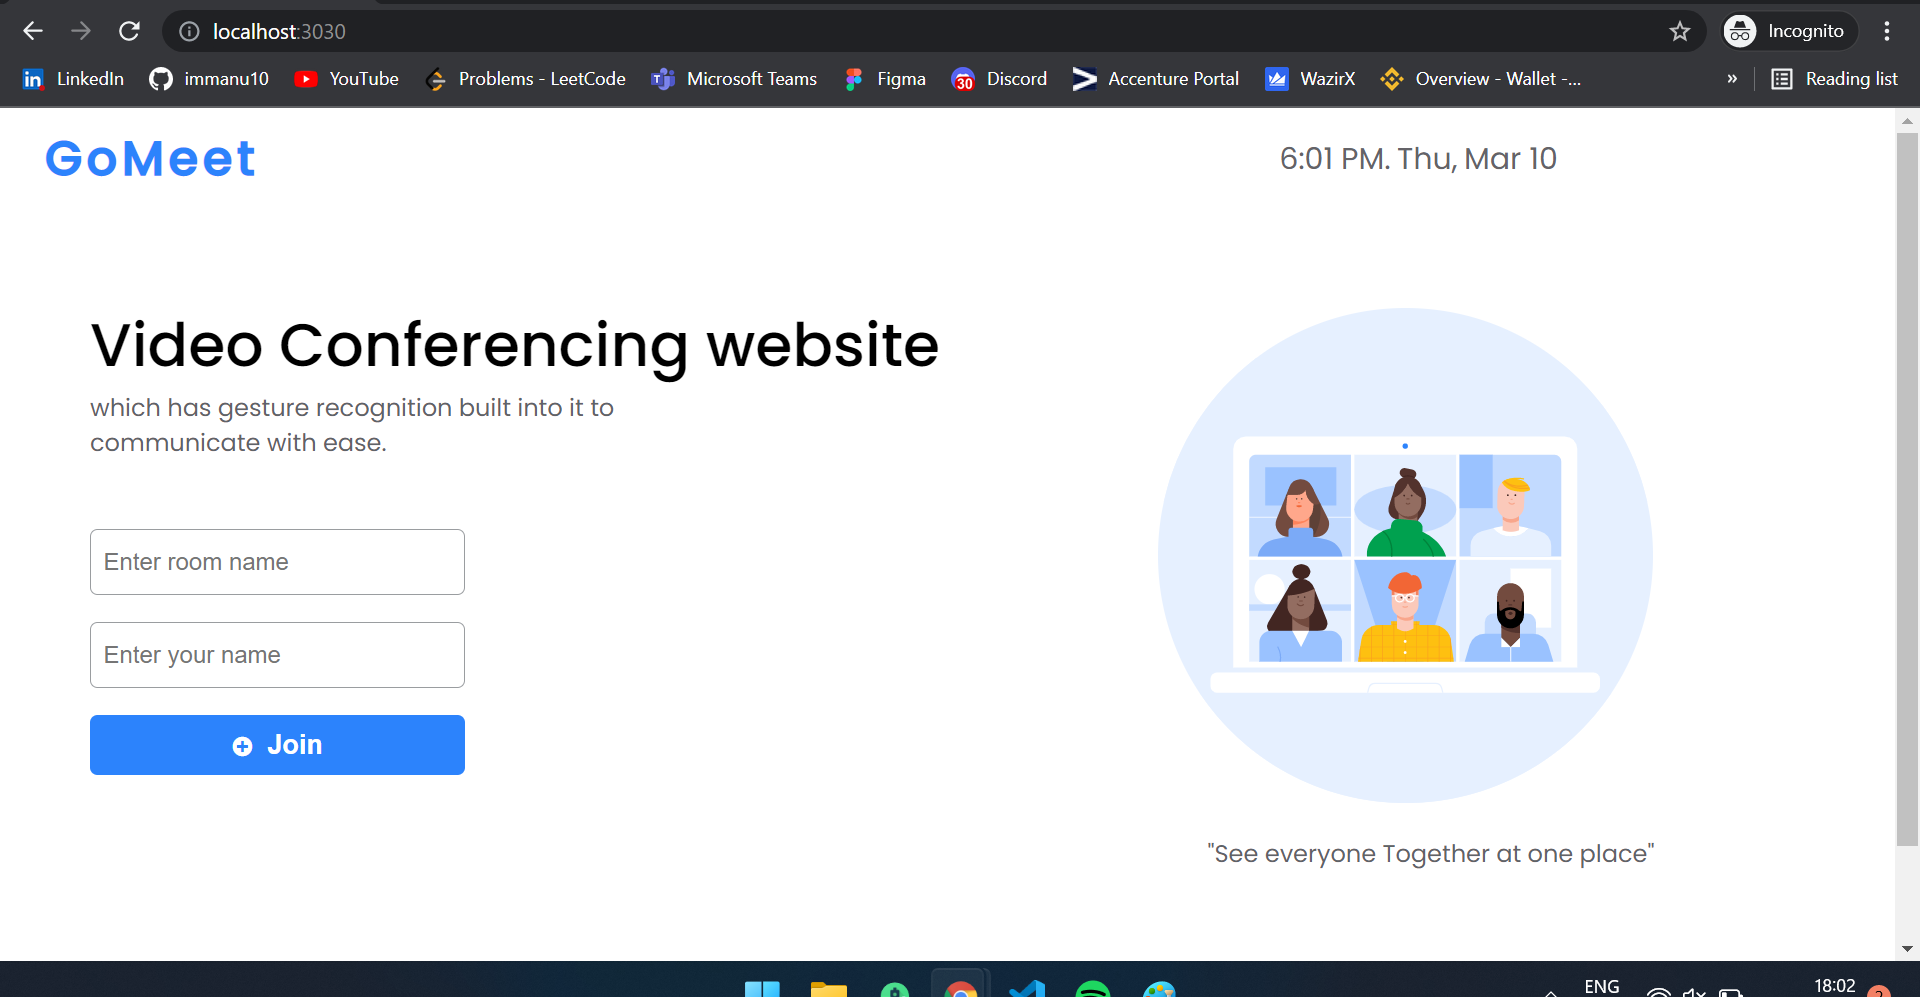 localhost:3030
Incognito
LinkedIn immanu10 YouTube Problems - LeetCode Microsoft Teams Figma 30 Discord Accenture Portal WazirX Overview - Wallet -... » Reading list
GoMeet
6:01 PM. Thu, Mar 10
Video Conferencing website
which has gesture recognition built into it to
communicate with ease.
Enter room name
Enter your name
Join
"See everyone Together at one place"
ENG
18:02